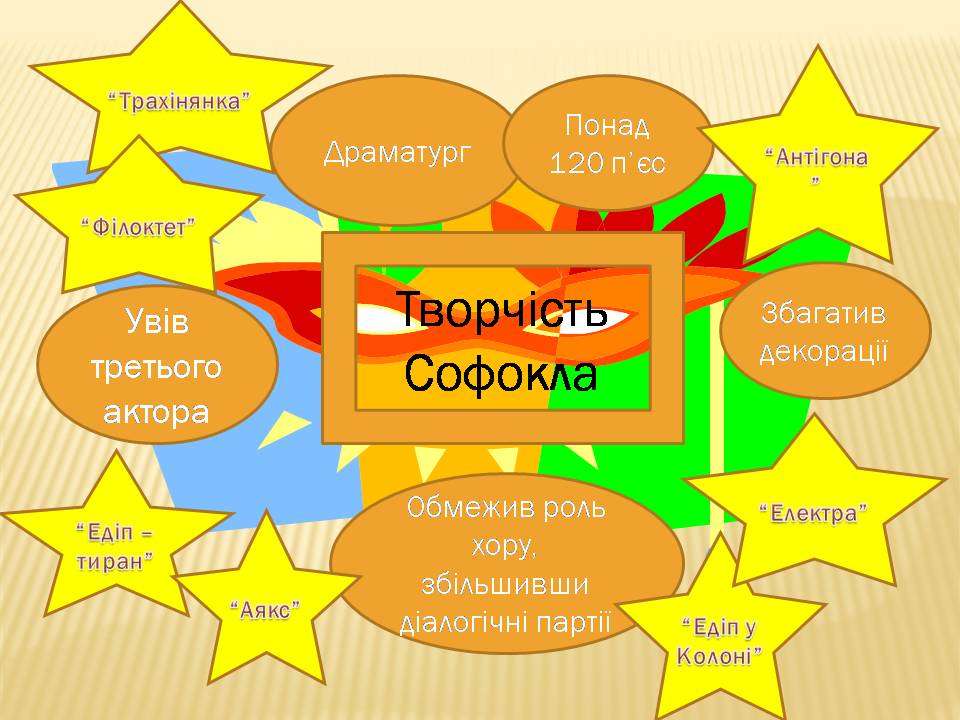 “Трахінянка”
Драматург
Понад
120 п᾽єс
“Антігона
”
“Філоктет”
Творчість
Софокла
Увів
третього
актора
Збагатив
декорації
“Едіп –
тиран”
“Аякс”
Обмежив роль
хору,
збільшивши
діалогічні партії
“Електра”
“Едіп у
Колоні”